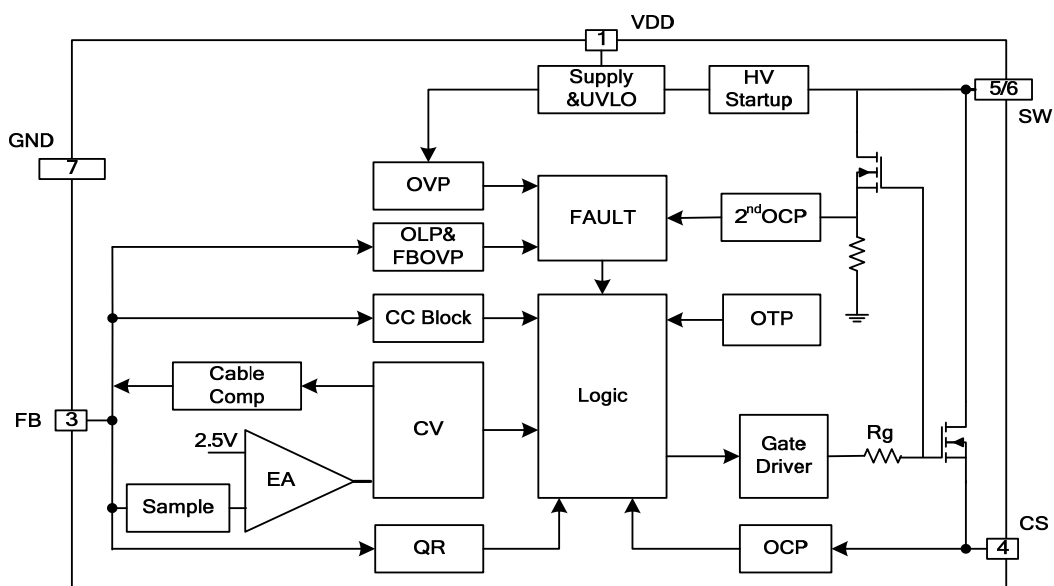 VDD
1
Supply
&UVLO
HV
Startup
5/6
SW
GND
7
OVP
FAULT
2ndOCP
OLP&
FBOVP
CC Block
OTP
Cable
Comp
Logic
FB
3
CV
2.5V
EA
Gate
Driver
Rg
Sample
QR
OCP
CS
4